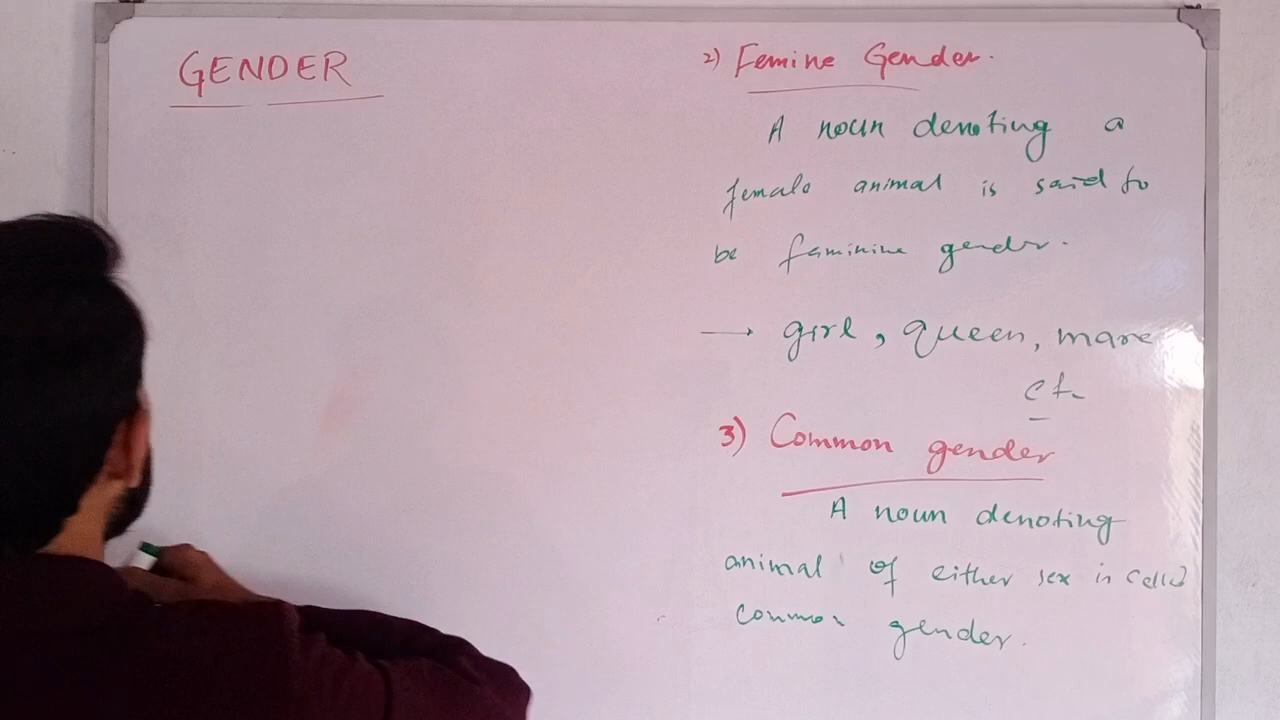 GENDER
2) Femine Gender.
A noun denoting a
female animal is said to
be feminine gender.
→ girl, queen, mare
etc
3) Common gender
A noun denoting
animal of either sex is called
common gender.